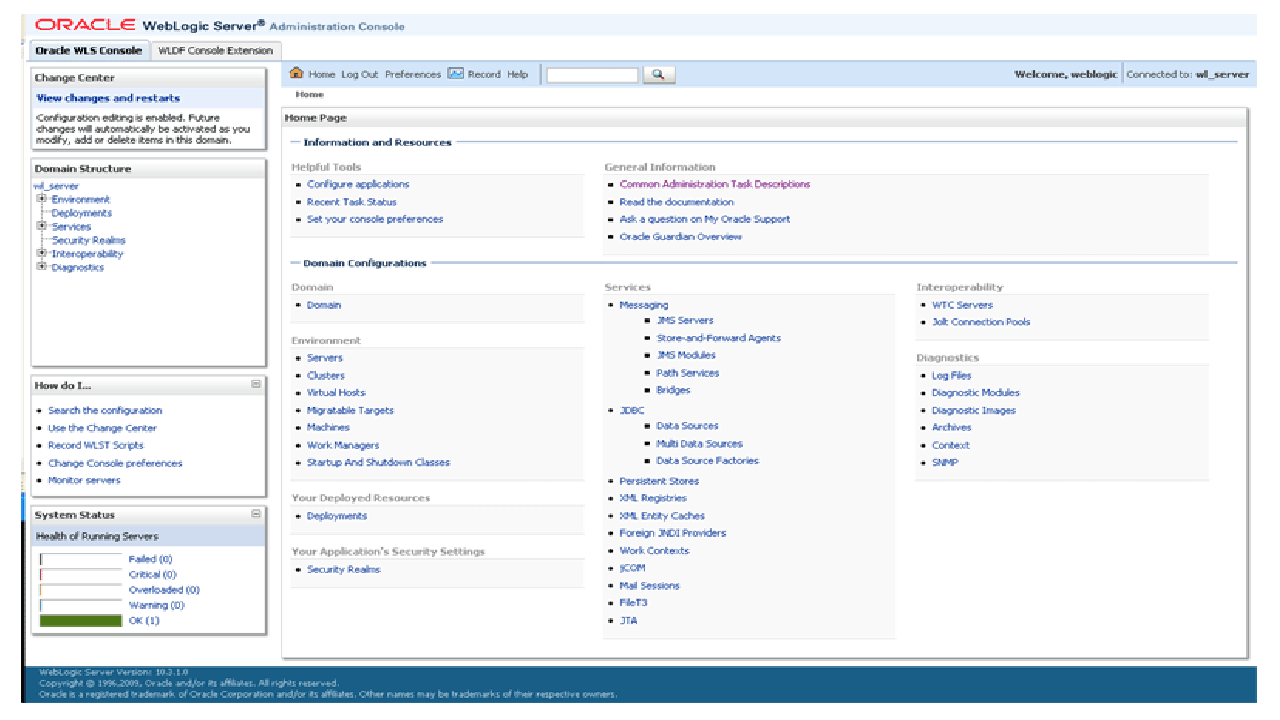 ORACLE WebLogic Server® Administration Console
Oracle WLS Console WLDF Console Extension
Change Center
View changes and restarts
Configuration editing is enabled. Future
changes will automatically be activated as you
modify, add or delete items in this domain.
Domain Structure
wl_server
Environment
Deployments
Services
Security Realms
Interoperability
Diagnostics
How do I...
Search the configuration
Use the Change Center
Record WLST Scripts
Change Console preferences
Monitor servers
System Status
Health of Running Servers
Failed (0)
Critical (0)
Overloaded (0)
Warning (0)
OK (1)
Home Log Out Preferences Record Help
Welcome, weblogic Connected to: wl_server
Home
Home Page
Information and Resources
Helpful Tools
Configure applications
Recent Task Status
Set your console preferences
General Information
Common Administration Task Descriptions
Read the documentation
Ask a question on My Oracle Support
Oracle Guardian Overview
Domain Configurations
Domain
Domain
Environment
Servers
Clusters
Virtual Hosts
Migratable Targets
Machines
Work Managers
Startup And Shutdown Classes
Your Deployed Resources
Deployments
Your Application's Security Settings
Security Realms
Services
Messaging
JMS Servers
Store-and-Forward Agents
JMS Modules
Path Services
Bridges
JDBC
Data Sources
Multi Data Sources
Data Source Factories
Persistent Stores
XML Registries
XML Entity Caches
Foreign JNDI Providers
Work Contexts
jCOM
Mail Sessions
FileT3
JTA
Interoperability
WTC Servers
Jolt Connection Pools
Diagnostics
Log Files
Diagnostic Modules
Diagnostic Images
Archives
Context
SNMP
WebLogic Server Version: 10.3.1.0
Copyright © 1996,2009, Oracle and/or its affiliates. All rights reserved.
Oracle is a registered trademark of Oracle Corporation and/or its affiliates. Other names may be trademarks of their respective owners.